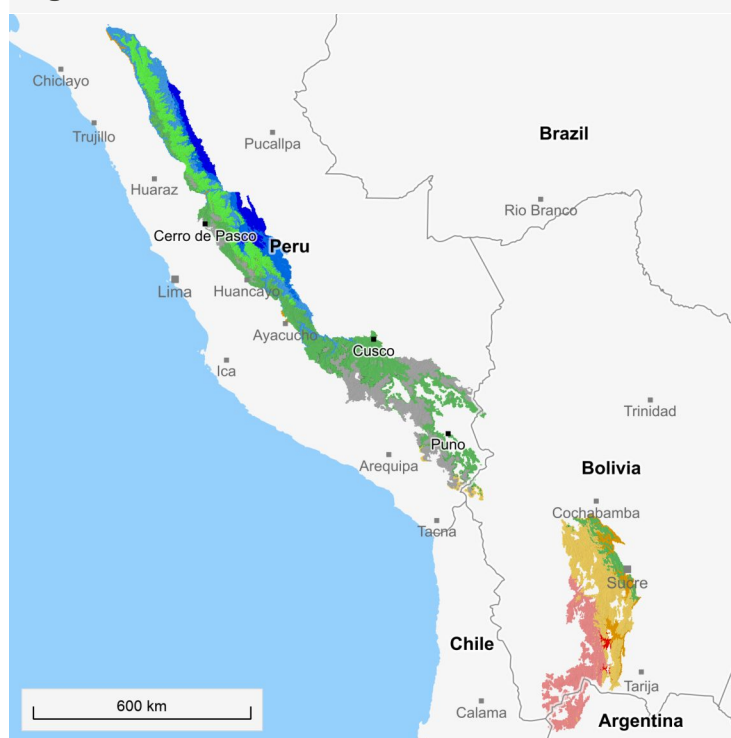 Chiclayo
Trujillo
Pucallpa
Brazil
Huaraz
Rio Branco
Cerro de Pasco
Peru
Lima
Huancayo
Ayacucho
Cusco
Ica
Trinidad
Puno
Arequipa
Bolivia
Cochabamba
Tacna
Sucre
Chile
Tarija
600 km
Calama
Argentina